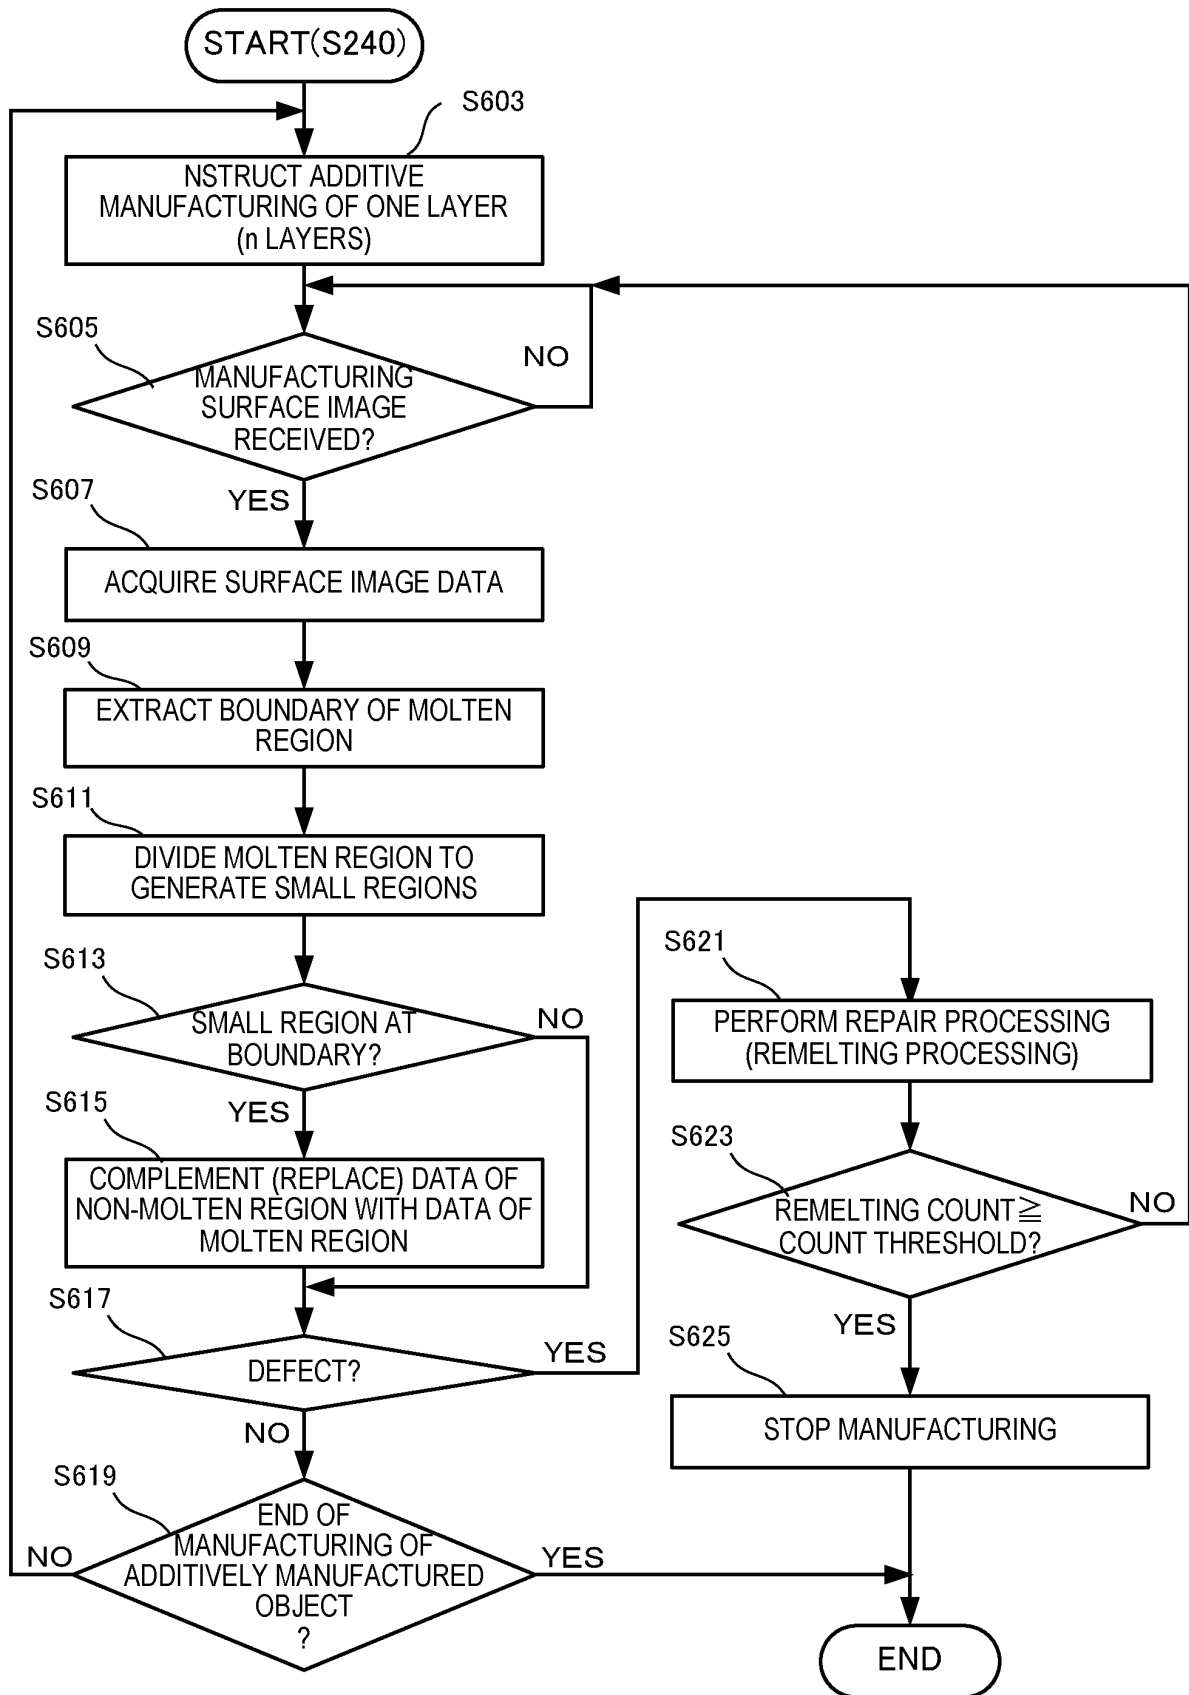 START(S240)
S603
NSTRUCT ADDITIVE
MANUFACTURING OF ONE LAYER
(n LAYERS)
S605
MANUFACTURING
SURFACE IMAGE
RECEIVED?
NO
YES
S607
ACQUIRE SURFACE IMAGE DATA
S609
EXTRACT BOUNDARY OF MOLTEN
REGION
S611
DIVIDE MOLTEN REGION TO
GENERATE SMALL REGIONS
S613
SMALL REGION AT
BOUNDARY?
NO
YES
S615
COMPLEMENT (REPLACE) DATA OF
NON-MOLTEN REGION WITH DATA OF
MOLTEN REGION
S617
DEFECT?
YES
NO
S619
END OF
MANUFACTURING OF
ADDITIVELY MANUFACTURED
OBJECT
?
NO
YES
S621
PERFORM REPAIR PROCESSING
(REMELTING PROCESSING)
S623
REMELTING COUNT≧
COUNT THRESHOLD?
NO
YES
S625
STOP MANUFACTURING
END